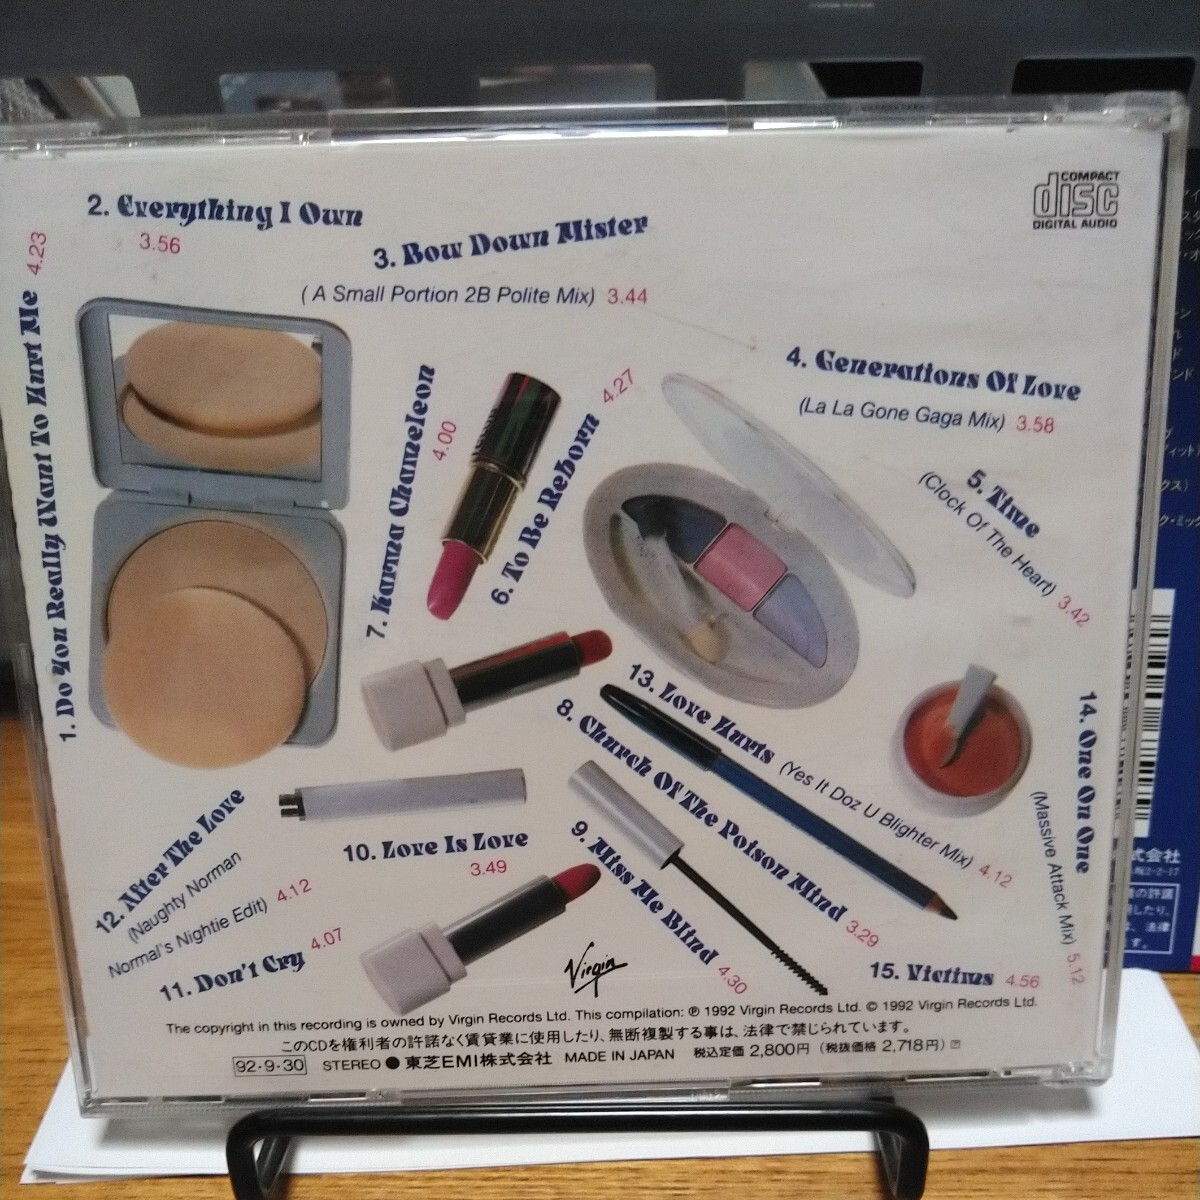 COMPACT
disc
DIGITAL AUDIO
1. Do You Really Want To Hurt Me 4.23
2. Everything I Own
3.56
3. Bow Down Mister
( A Small Portion 2B Polite Mix) 3.44
4. Generations Of Love
(La La Gone Gaga Mix) 3.58
5. Time
(Clock Of The Heart) 3.42
6. To Be Reborn 4.27
7. Karma Chameleon
4.00
8. Church Of The Poison Mind 3.29
9. Miss Me Blind 4.30
10. Love Is Love
3.49
11. Don't Cry 4.07
12. After The Love
(Naughty Norman
Normal's Nightie Edit) 4.12
13. Love Hurts (Yes It Doz U Blighter Mix) 4.12
14. One On One
(Massive Attack Mix) 5.12
15. Victims 4.56
Virgin
The copyright in this recording is owned by Virgin Records Ltd. This compilation: ℗ 1992 Virgin Records Ltd. © 1992 Virgin Records Ltd.
このCDを権利者の許諾なく賃貸業に使用したり、無断複製する事は、法律で禁じられています。
92·9·30 STEREO ● 東芝EMI株式会社 MADE IN JAPAN 税込定価 2,800円 (税抜価格 2,718円)
式会社